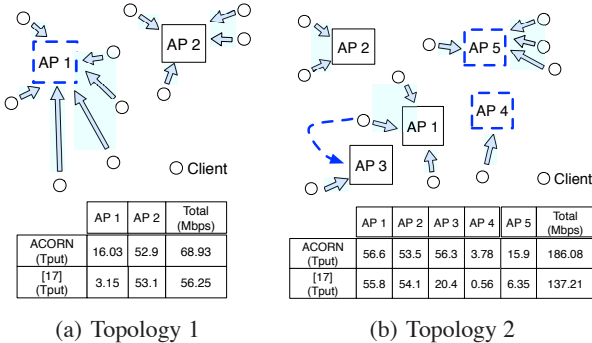 AP 1
AP 2
Client
AP 1 AP 2 Total (Mbps)
ACORN (Tput) 16.03 52.9 68.93
[17] (Tput) 3.15 53.1 56.25
(a) Topology 1
AP 2
AP 5
AP 4
AP 1
AP 3
Client
AP 1 AP 2 AP 3 AP 4 AP 5 Total (Mbps)
ACORN (Tput) 56.6 53.5 56.3 3.78 15.9 186.08
[17] (Tput) 55.8 54.1 20.4 0.56 6.35 137.21
(b) Topology 2